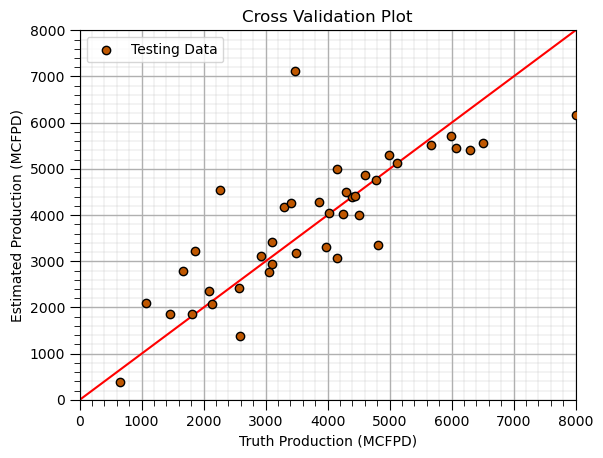 Cross Validation Plot
Testing Data
8000
7000
6000
5000
4000
3000
2000
1000
0
Estimated Production (MCFPD)
0 1000 2000 3000 4000 5000 6000 7000 8000
Truth Production (MCFPD)